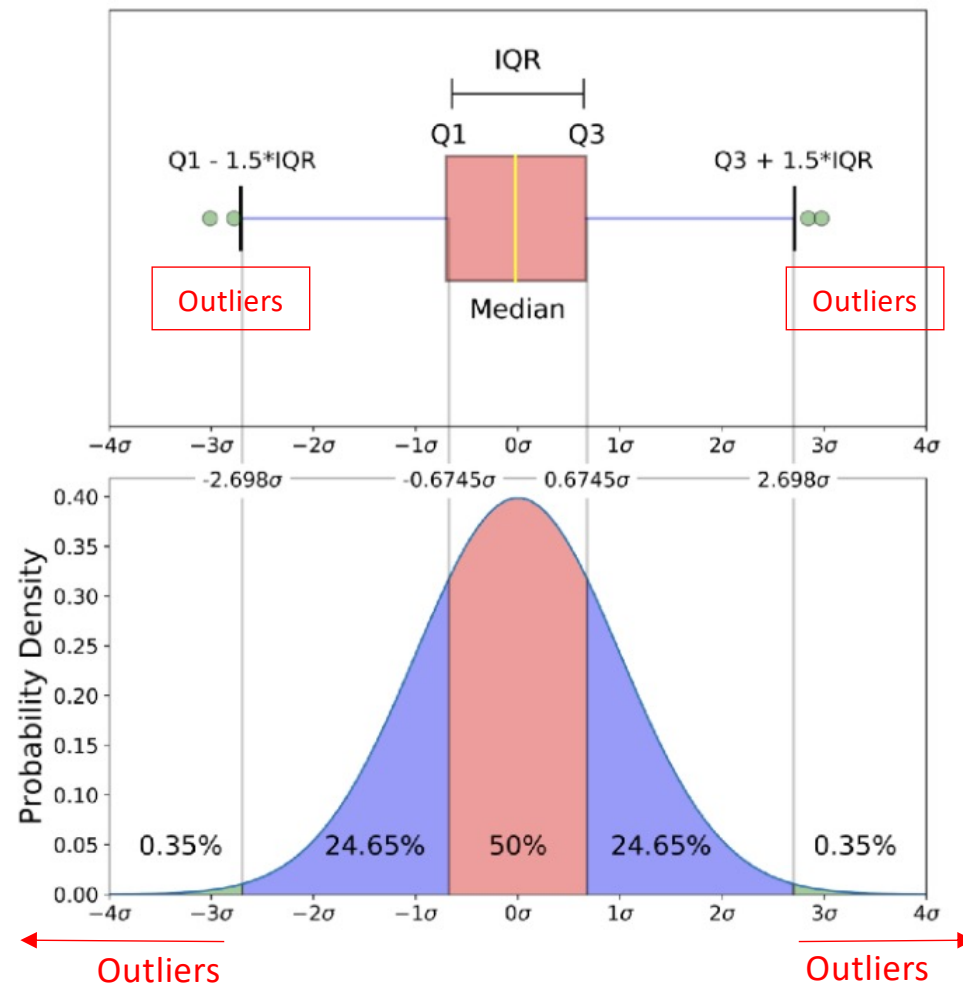 IQR
Q1 Q3
Q1 - 1.5*IQR Q3 + 1.5*IQR
Outliers Outliers
Median
−4σ −3σ −2σ −1σ 0σ 1σ 2σ 3σ 4σ
-2.698σ -0.6745σ 0.6745σ 2.698σ
Probability Density
0.40
0.35
0.30
0.25
0.20
0.15
0.10
0.05
0.00
0.35% 24.65% 50% 24.65% 0.35%
−4σ −3σ −2σ −1σ 0σ 1σ 2σ 3σ 4σ
Outliers Outliers